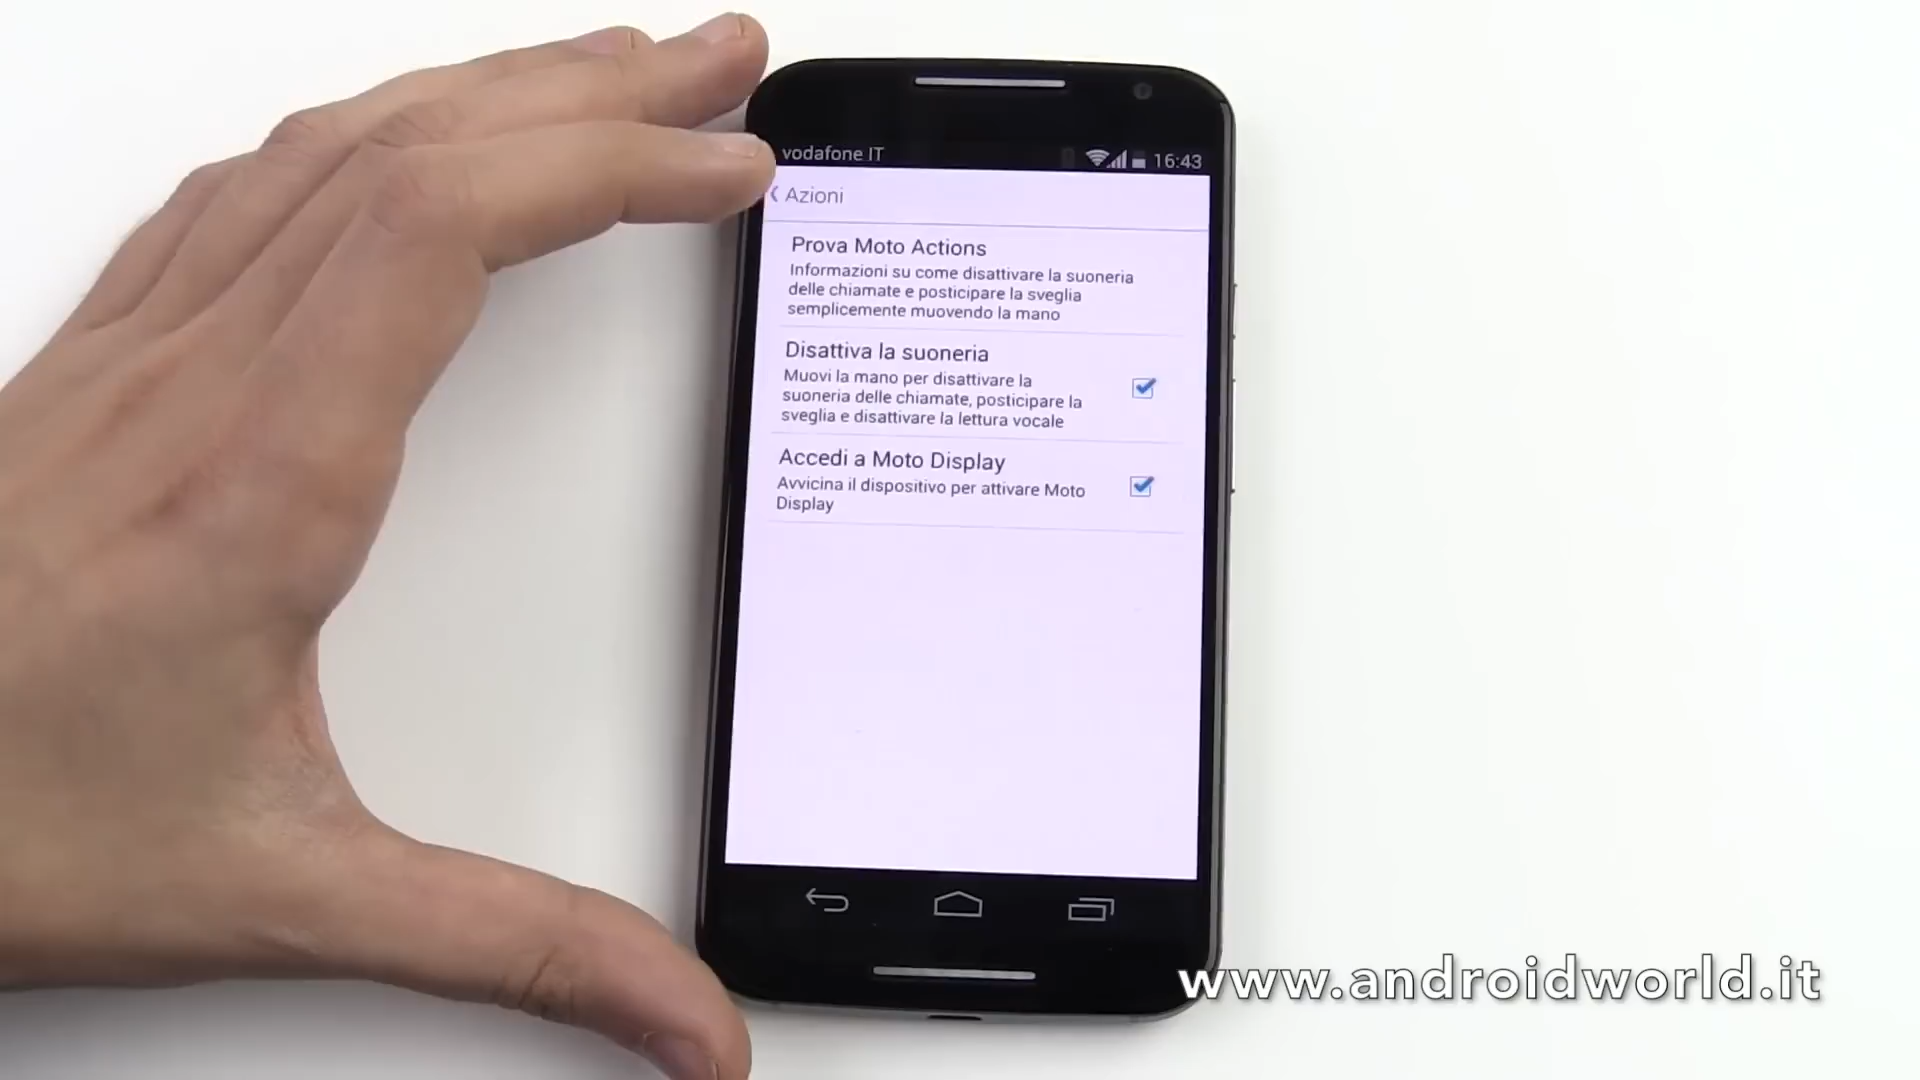 vodafone IT
16:43
Azioni
Prova Moto Actions
Informazioni su come disattivare la suoneria
delle chiamate e posticipare la sveglia
semplicemente muovendo la mano
Disattiva la suoneria
Muovi la mano per disattivare la
suoneria delle chiamate, posticipare la
sveglia e disattivare la lettura vocale
Accedi a Moto Display
Avvicina il dispositivo per attivare Moto
Display
www.androidworld.it